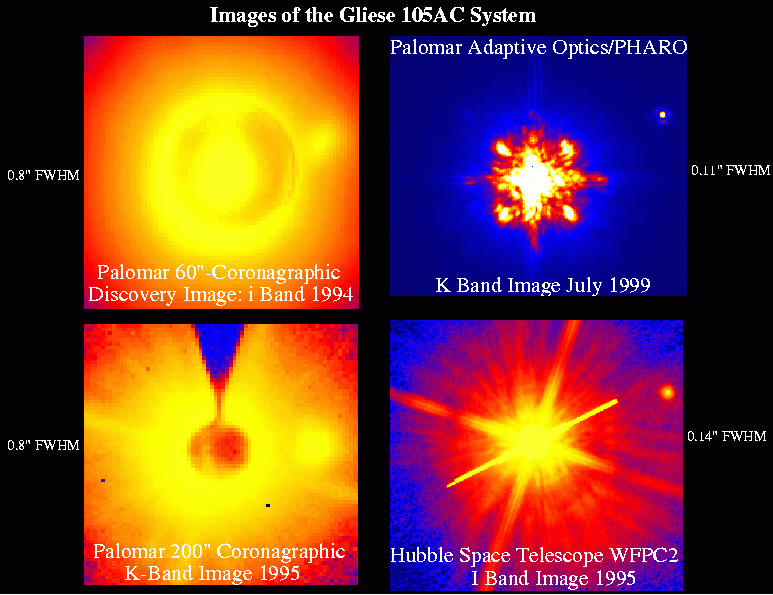 Images of the Gliese 105AC System
Palomar Adaptive Optics/PHARO
0.8" FWHM
0.11" FWHM
Palomar 60"-Coronagraphic
Discovery Image: i Band 1994
K Band Image July 1999
0.8" FWHM
0.14" FWHM
Palomar 200" Coronagraphic
K-Band Image 1995
Hubble Space Telescope WFPC2
I Band Image 1995